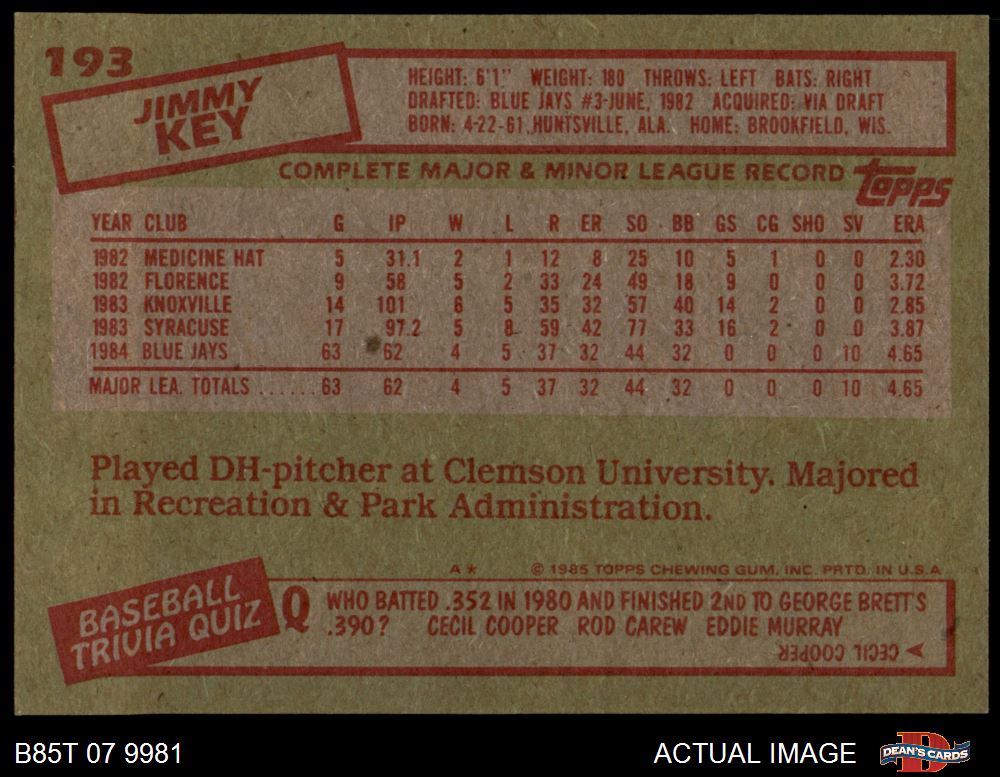 193
JIMMY
KEY
HEIGHT: 6'1" WEIGHT: 180 THROWS: LEFT BATS: RIGHT
DRAFTED: BLUE JAYS #3-JUNE, 1982 ACQUIRED: VIA DRAFT
BORN: 4-22-61, HUNTSVILLE, ALA. HOME: BROOKFIELD, WIS.
COMPLETE MAJOR & MINOR LEAGUE RECORD topps
YEAR CLUB G IP W L R ER SO BB GS CG SHO SV ERA
1982 MEDICINE HAT 5 31.1 2 1 12 8 25 10 5 1 0 0 2.30
1982 FLORENCE 9 58 5 2 33 24 49 18 9 0 0 0 3.72
1983 KNOXVILLE 14 101 6 5 35 32 57 40 14 2 0 0 2.85
1983 SYRACUSE 17 97.2 5 8 59 42 77 33 16 2 0 0 3.87
1984 BLUE JAYS 63 62 4 5 37 32 44 32 0 0 0 10 4.65
MAJOR LEA. TOTALS ...... 63 62 4 5 37 32 44 32 0 0 0 10 4.65
Played DH-pitcher at Clemson University. Majored
in Recreation & Park Administration.
A* © 1985 TOPPS CHEWING GUM, INC. PRTD. IN U.S.A
BASEBALL
TRIVIA QUIZ
Q WHO BATTED .352 IN 1980 AND FINISHED 2ND TO GEORGE BRETT'S
.390? CECIL COOPER ROD CAREW EDDIE MURRAY
CECIL COOPER
B85T 07 9981 ACTUAL IMAGE D DEAN'S CARDS